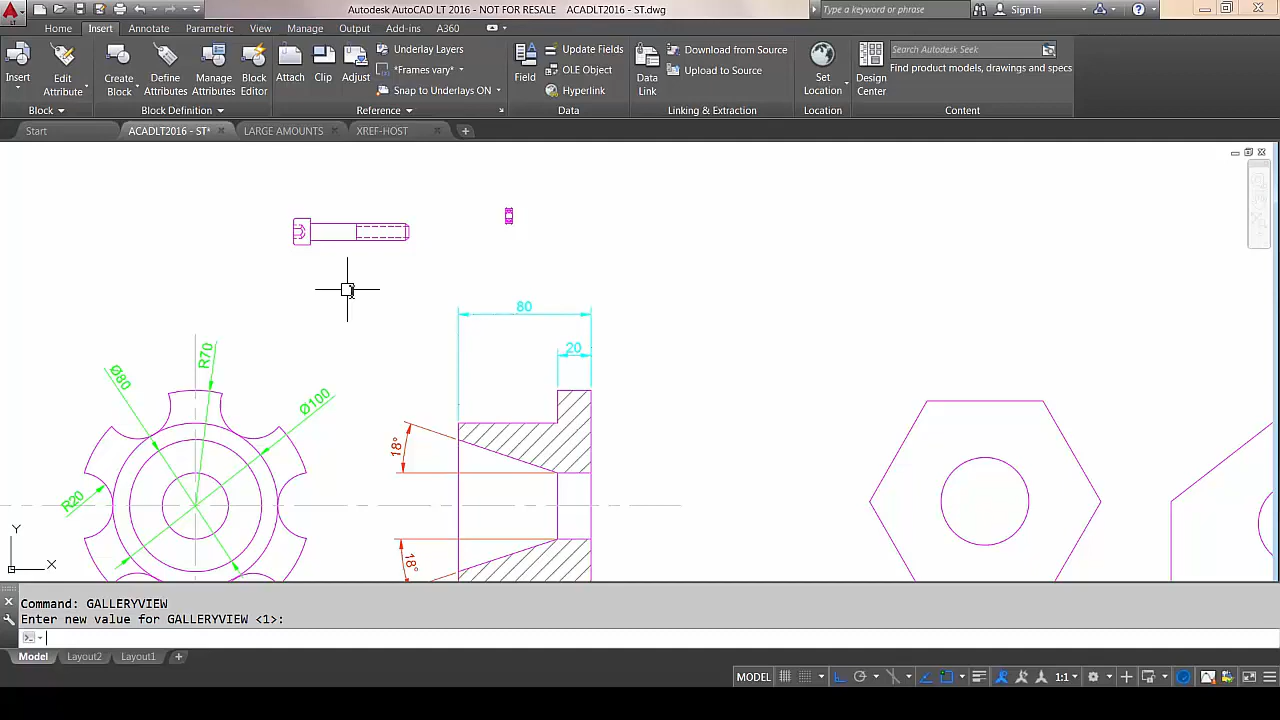 Autodesk AutoCAD LT 2016 - NOT FOR RESALE ACADLT2016 - ST.dwg
Type a keyword or phrase
Sign In
LT
Home Insert Annotate Parametric View Manage Output Add-ins A360
Insert
Edit Attribute
Create Block
Define Attributes
Manage Attributes
Block Editor
Attach
Clip
Adjust
Underlay Layers
*Frames vary*
Snap to Underlays ON
Field
Update Fields
OLE Object
Hyperlink
Data Link
Download from Source
Upload to Source
Set Location
Design Center
Search Autodesk Seek
Find product models, drawings and specs
Block Block Definition Reference Data Linking & Extraction Location Content
Start ACADLT2016 - ST* LARGE AMOUNTS XREF-HOST
80
20
R70
Ø80
Ø100
18°
R20
18°
Y
X
Command: GALLERYVIEW
Enter new value for GALLERYVIEW <1>:
Model Layout2 Layout1
MODEL
1:1